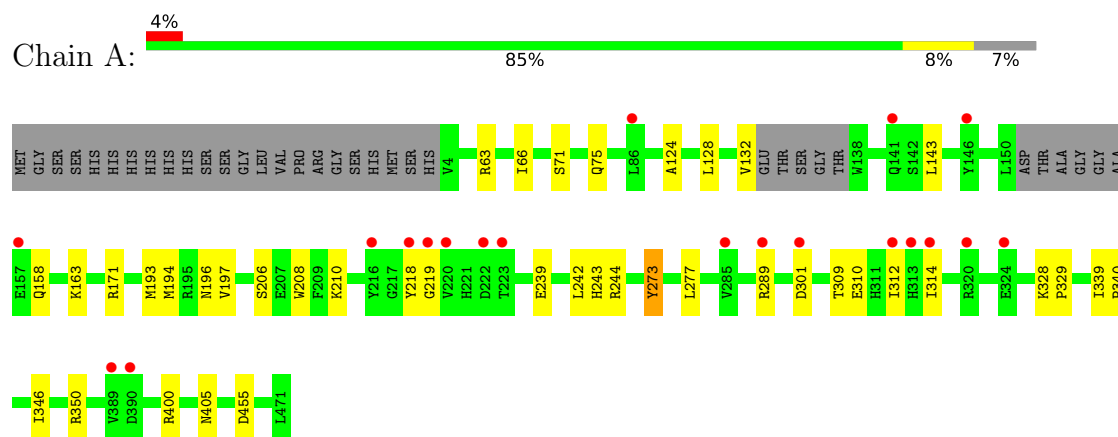 4%
Chain A:
85% 8% 7%
MET GLY SER SER HIS HIS HIS HIS HIS HIS SER SER GLY LEU VAL PRO ARG GLY SER HIS MET SER HIS V4 R63 I66 S71 Q75 L86 A124 L128 V132 GLU THR SER GLY THR W138 Q141 S142 L143 Y146 L150 ASP THR ALA GLY GLY ALA
E157 Q158 K163 R171 M193 M194 R195 N196 V197 S206 E207 W208 F209 K210 Y216 G217 Y218 G219 V220 H221 D222 T223 E239 L242 H243 R244 Y273 L277 V285 R289 D301 T309 E310 H311 I312 H313 I314 R320 E324 K328 P329 I339 P340
I346 R350 V389 D390 R400 N405 D455 L471